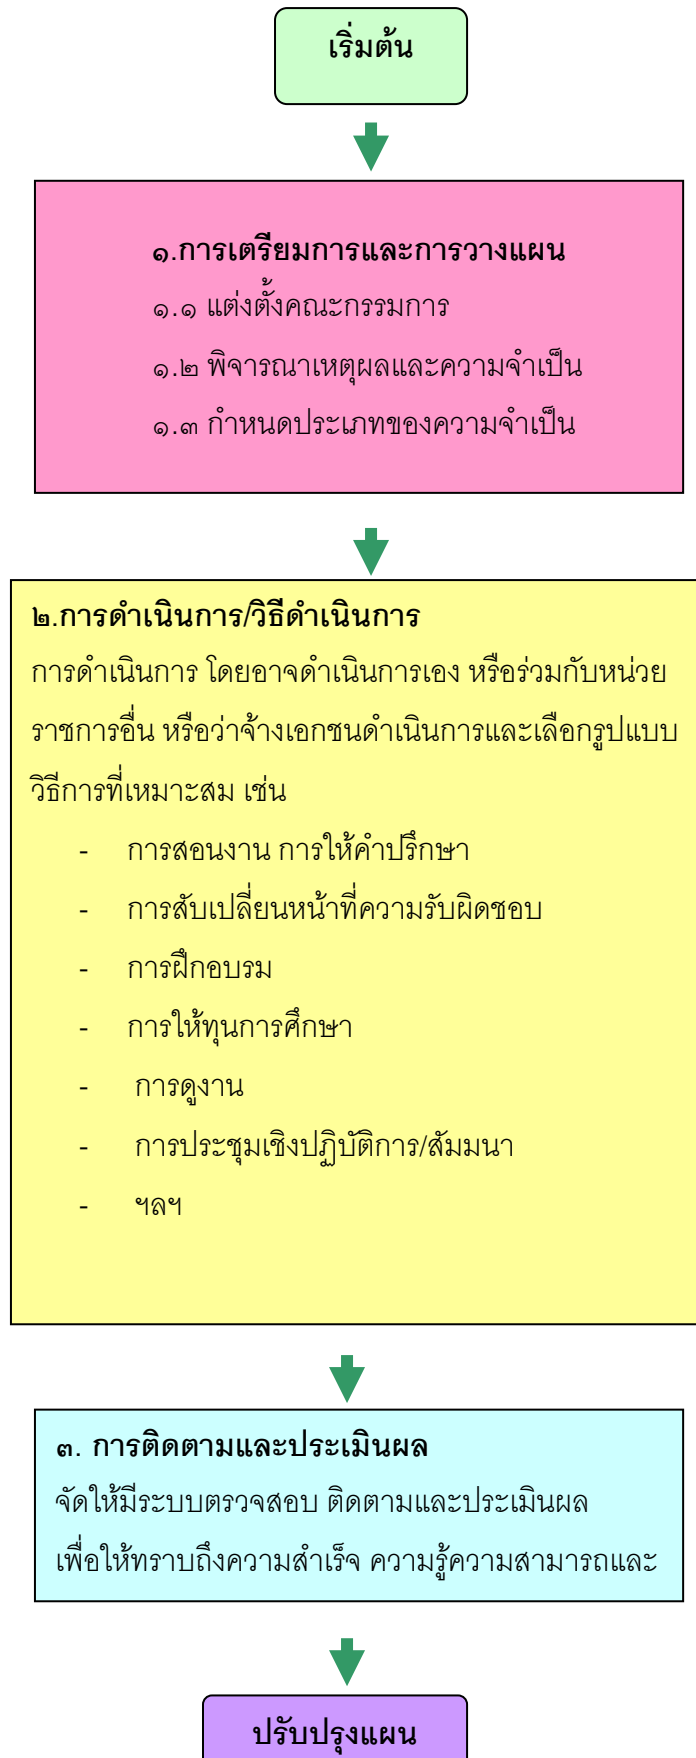 เริ่มต้น
๑.การเตรียมการและการวางแผน
๑.๑ แต่งตั้งคณะกรรมการ
๑.๒ พิจารณาเหตุผลและความจำเป็น
๑.๓ กำหนดประเภทของความจำเป็น
๒.การดำเนินการ/วิธีดำเนินการ
การดำเนินการ โดยอาจดำเนินการเอง หรือร่วมกับหน่วย
ราชการอื่น หรือว่าจ้างเอกชนดำเนินการและเลือกรูปแบบ
วิธีการที่เหมาะสม เช่น
- การสอนงาน การให้คำปรึกษา
- การสับเปลี่ยนหน้าที่ความรับผิดชอบ
- การฝึกอบรม
- การให้ทุนการศึกษา
- การดูงาน
- การประชุมเชิงปฏิบัติการ/สัมมนา
- ฯลฯ
๓. การติดตามและประเมินผล
จัดให้มีระบบตรวจสอบ ติดตามและประเมินผล
เพื่อให้ทราบถึงความสำเร็จ ความรู้ความสามารถและ
ปรับปรุงแผน